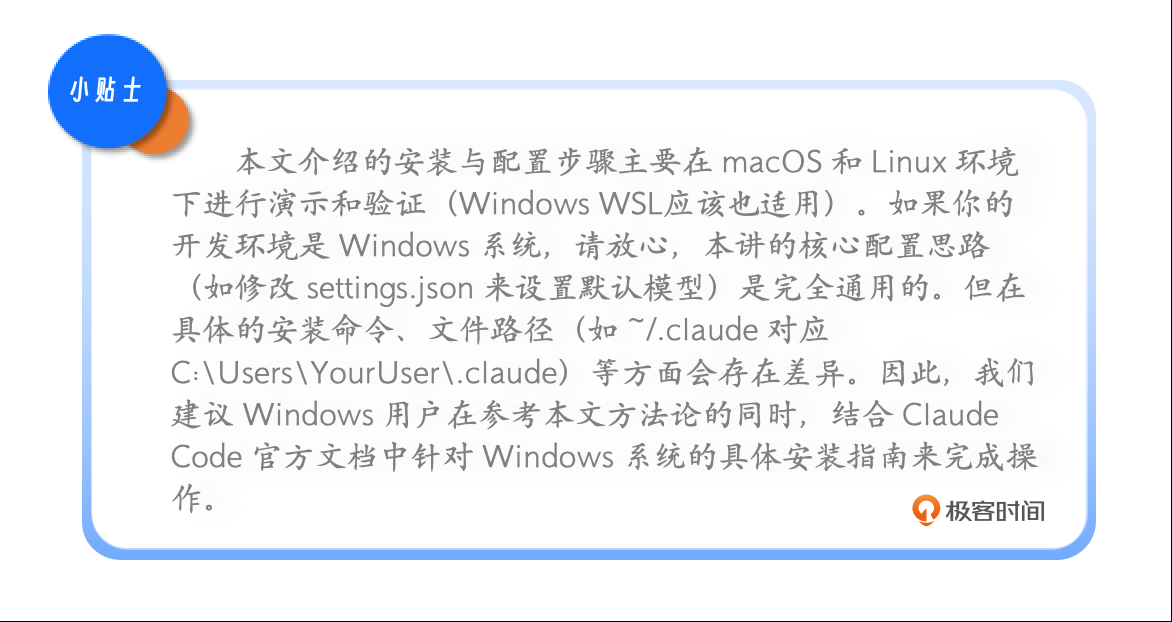 小贴士
本文介绍的安装与配置步骤主要在 macOS 和 Linux 环境
下进行演示和验证（Windows WSL应该也适用）。如果你的
开发环境是 Windows 系统，请放心，本讲的核心配置思路
（如修改 settings.json 来设置默认模型）是完全通用的。但在
具体的安装命令、文件路径（如 ~/.claude 对应
C:\Users\YourUser\.claude）等方面会存在差异。因此，我们
建议 Windows 用户在参考本文方法论的同时，结合 Claude
Code 官方文档中针对 Windows 系统的具体安装指南来完成操
作。
极客时间